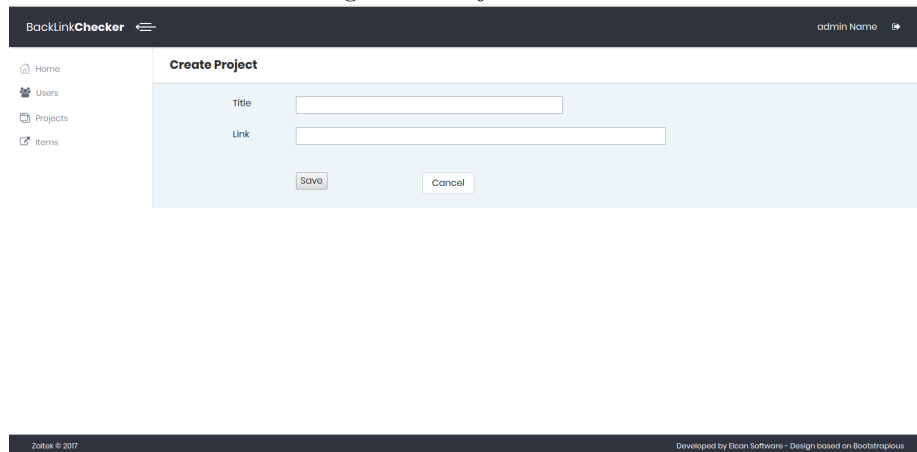 BackLinkChecker
admin Name
Home
Users
Projects
Items
Create Project
Title
Link
Save
Cancel
Zaitek © 2017
Developed by Elcan Software - Design based on Bootstrapious